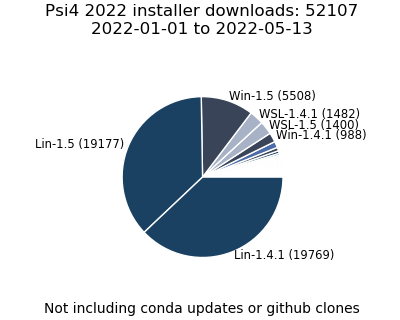 Psi4 2022 installer downloads: 52107
2022-01-01 to 2022-05-13
Win-1.5 (5508)
WSL-1.4.1 (1482)
WSL-1.5 (1400)
Win-1.4.1 (988)
Lin-1.5 (19177)
Lin-1.4.1 (19769)
Not including conda updates or github clones